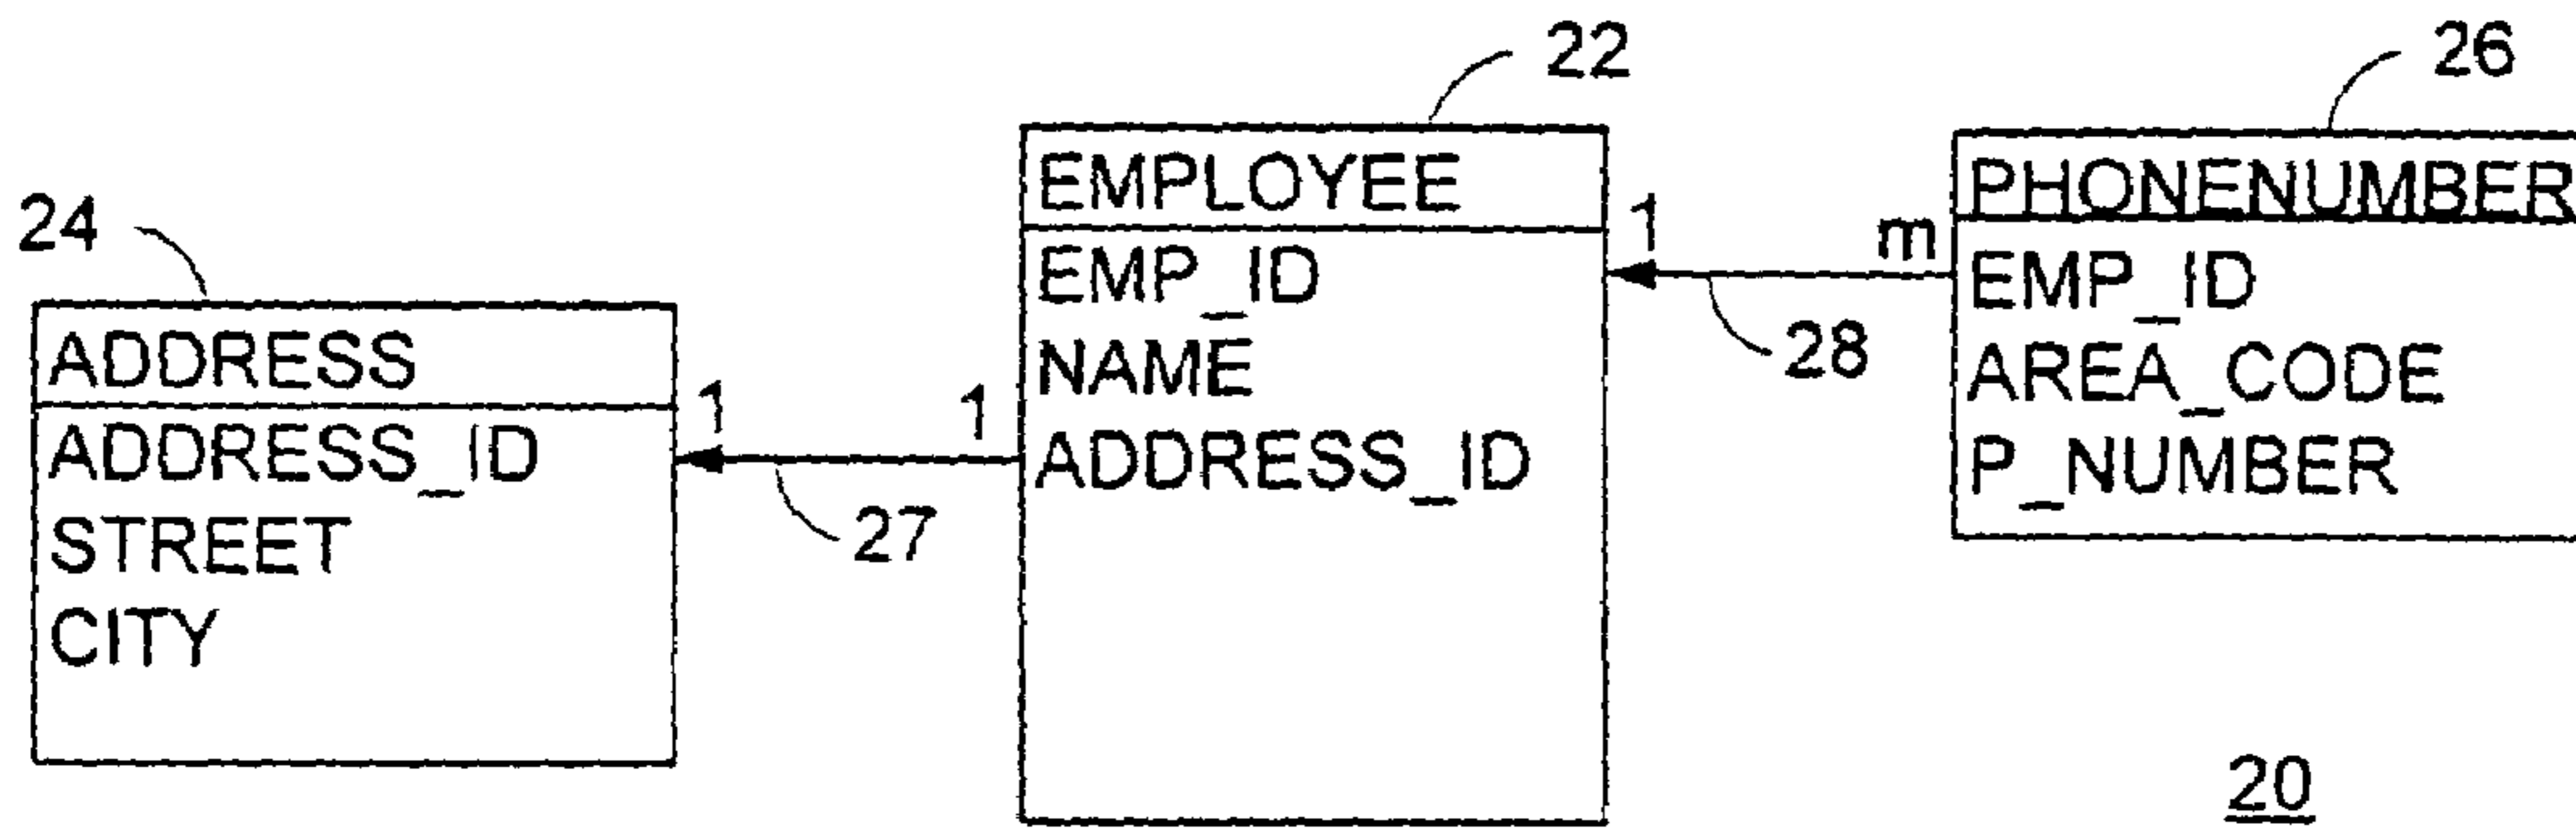 24
ADDRESS
ADDRESS_ID
STREET
CITY
1
1
27
22
EMPLOYEE
EMP_ID
NAME
ADDRESS_ID
1
m
28
26
PHONENUMBER
EMP_ID
AREA_CODE
P_NUMBER
20